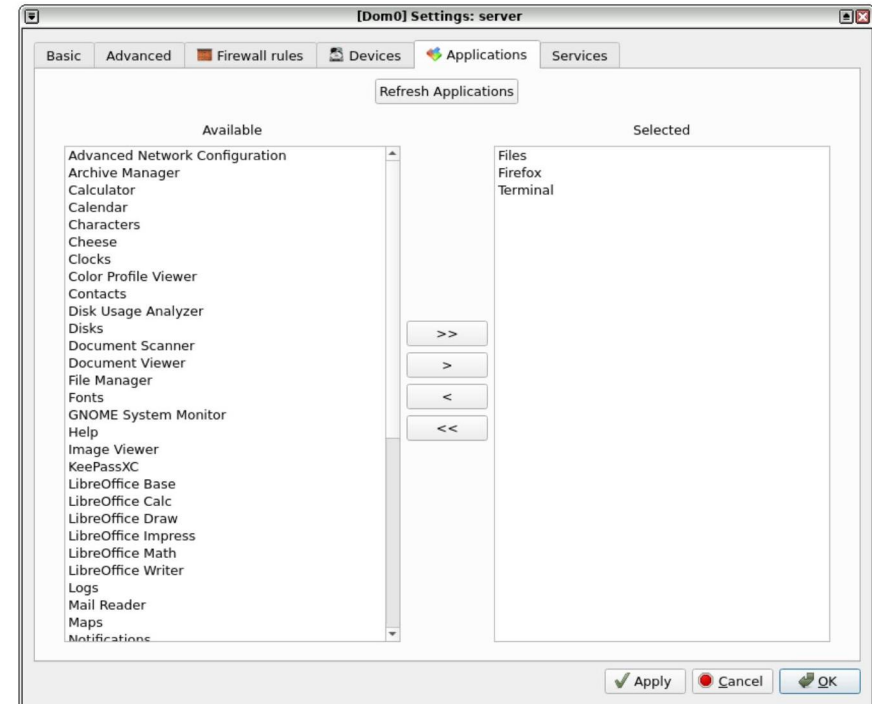 [Dom0] Settings: server
Basic Advanced Firewall rules Devices Applications Services
Refresh Applications
Available
Advanced Network Configuration
Archive Manager
Calculator
Calendar
Characters
Cheese
Clocks
Color Profile Viewer
Contacts
Disk Usage Analyzer
Disks
Document Scanner
Document Viewer
File Manager
Fonts
GNOME System Monitor
Help
Image Viewer
KeePassXC
LibreOffice Base
LibreOffice Calc
LibreOffice Draw
LibreOffice Impress
LibreOffice Math
LibreOffice Writer
Logs
Mail Reader
Maps
Notifications
>>
>
<
<<
Selected
Files
Firefox
Terminal
Apply Cancel OK